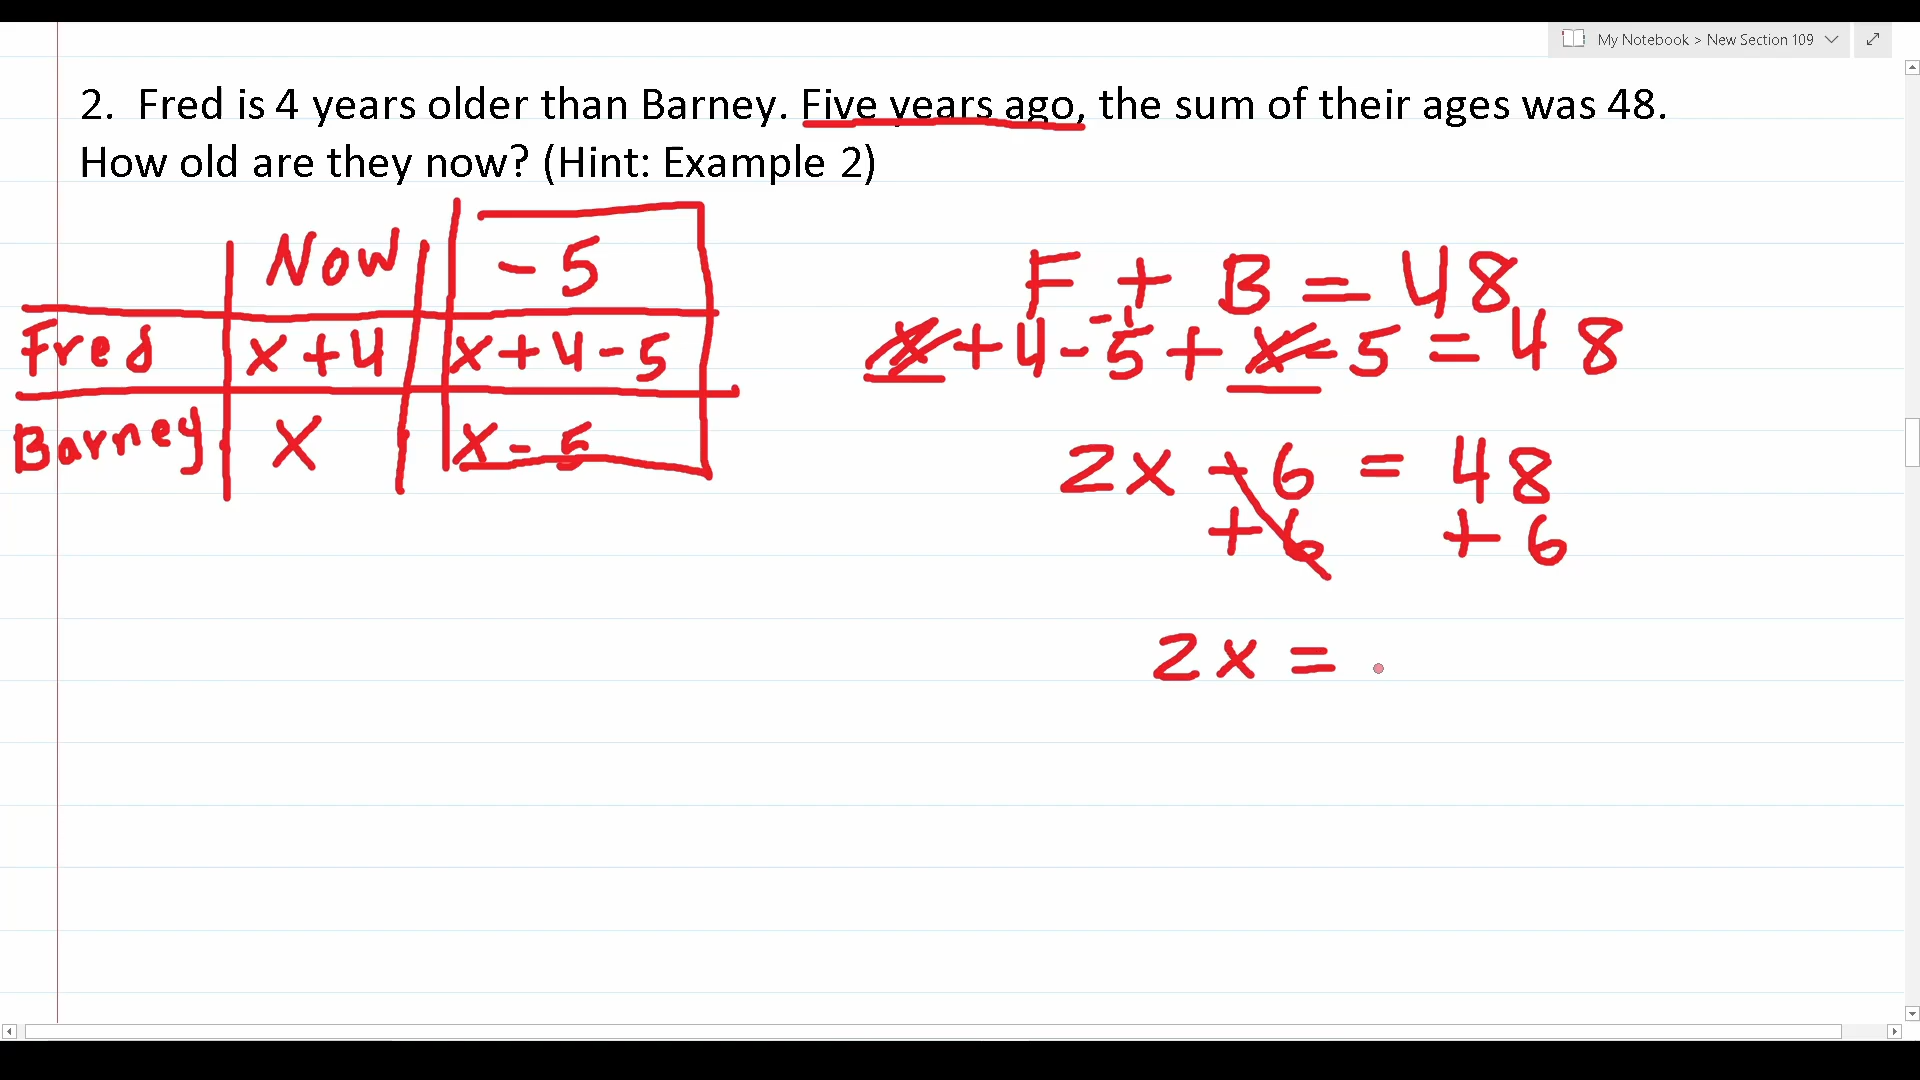 My Notebook > New Section 109
2. Fred is 4 years older than Barney. Five years ago, the sum of their ages was 48.
How old are they now? (Hint: Example 2)
Now - 5
Fred x + 4 x + 4 - 5
Barney x x - 5
F + B = 48
-1
x + 4 - 5 + x - 5 = 48
2x - 6 = 48
+ 6 + 6
2x =